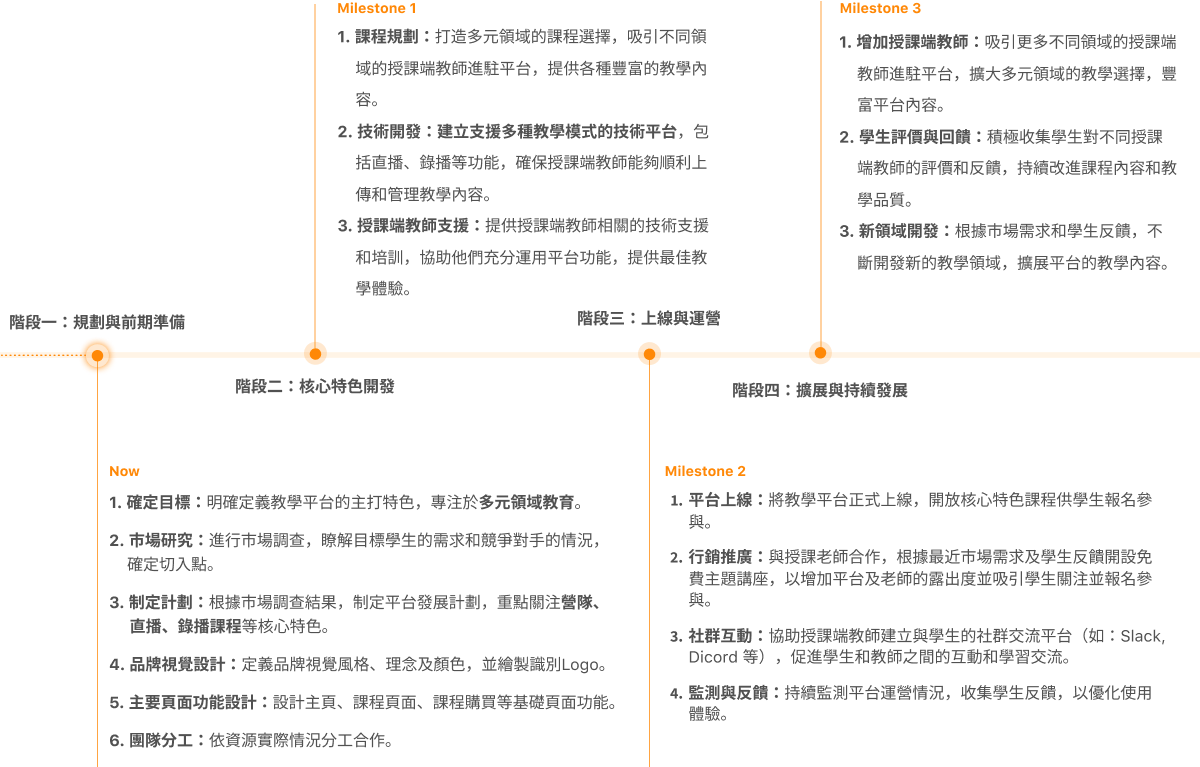 Milestone 1
1. 課程規劃：打造多元領域的課程選擇，吸引不同領
域的授課端教師進駐平台，提供各種豐富的教學內
容。
2. 技術開發：建立支援多種教學模式的技術平台，包
括直播、錄播等功能，確保授課端教師能夠順利上
傳和管理教學內容。
3. 授課端教師支援：提供授課端教師相關的技術支援
和培訓，協助他們充分運用平台功能，提供最佳教
學體驗。
Milestone 3
1. 增加授課端教師：吸引更多不同領域的授課端
教師進駐平台，擴大多元領域的教學選擇，豐
富平台內容。
2. 學生評價與回饋：積極收集學生對不同授課
端教師的評價和反饋，持續改進課程內容和教
學品質。
3. 新領域開發：根據市場需求和學生反饋，不
斷開發新的教學領域，擴展平台的教學內容。
階段一：規劃與前期準備
階段三：上線與運營
階段二：核心特色開發
階段四：擴展與持續發展
Now
1. 確定目標：明確定義教學平台的主打特色，專注於多元領域教育。
2. 市場研究：進行市場調查，瞭解目標學生的需求和競爭對手的情況，
確定切入點。
3. 制定計劃：根據市場調查結果，制定平台發展計劃，重點關注營隊、
直播、錄播課程等核心特色。
4. 品牌視覺設計：定義品牌視覺風格、理念及顏色，並繪製識別Logo。
5. 主要頁面功能設計：設計主頁、課程頁面、課程購買等基礎頁面功能。
6. 團隊分工：依資源實際情況分工合作。
Milestone 2
1. 平台上線：將教學平台正式上線，開放核心特色課程供學生報名參
與。
2. 行銷推廣：與授課老師合作，根據最近市場需求及學生反饋開設免
費主題講座，以增加平台及老師的露出度並吸引學生關注並報名參
與。
3. 社群互動：協助授課端教師建立與學生的社群交流平台（如：Slack,
Dicord 等），促進學生和教師之間的互動和學習交流。
4. 監測與反饋：持續監測平台運營情況，收集學生反饋，以優化使用
體驗。